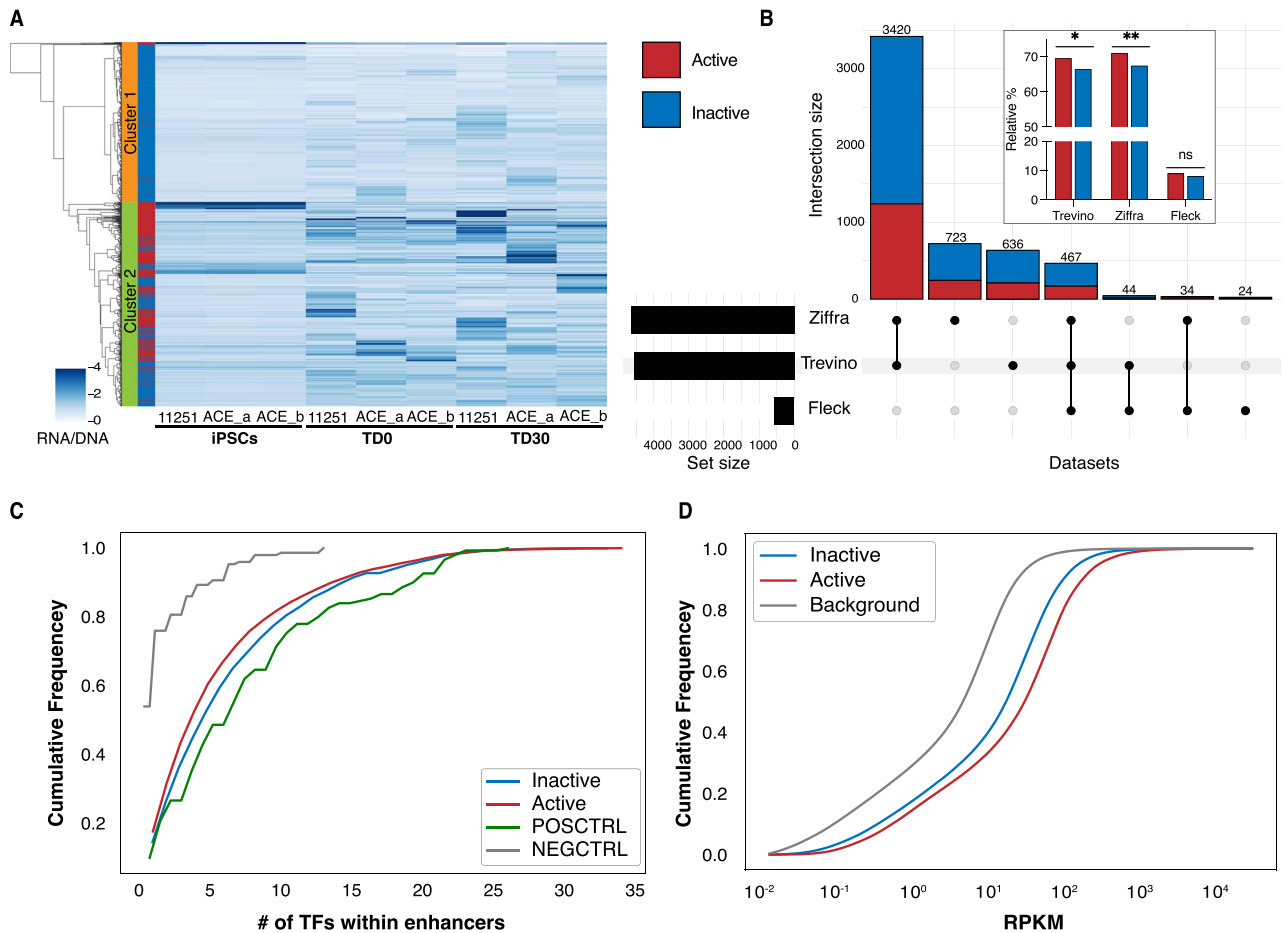 A
Cluster 1
Cluster 2
4
2
0
RNA/DNA
11251 ACE_a ACE_b 11251 ACE_a ACE_b 11251 ACE_a ACE_b
iPSCs TD0 TD30
Active
Inactive
B
Intersection size
3000
2000
1000
0
3420
723
636
467
44
34
24
Relative %
70
60
50
20
10
0
* ** ns
Trevino Ziffra Fleck
Ziffra
Trevino
Fleck
4000 3000 2000 1000 0
Set size
Datasets
C
Cumulative Frequencey
1.0
0.8
0.6
0.4
0.2
Inactive
Active
POSCTRL
NEGCTRL
0 5 10 15 20 25 30 35
# of TFs within enhancers
D
Cumulative Frequency
1.0
0.8
0.6
0.4
0.2
0.0
Inactive
Active
Background
10⁻² 10⁻¹ 10⁰ 10¹ 10² 10³ 10⁴
RPKM